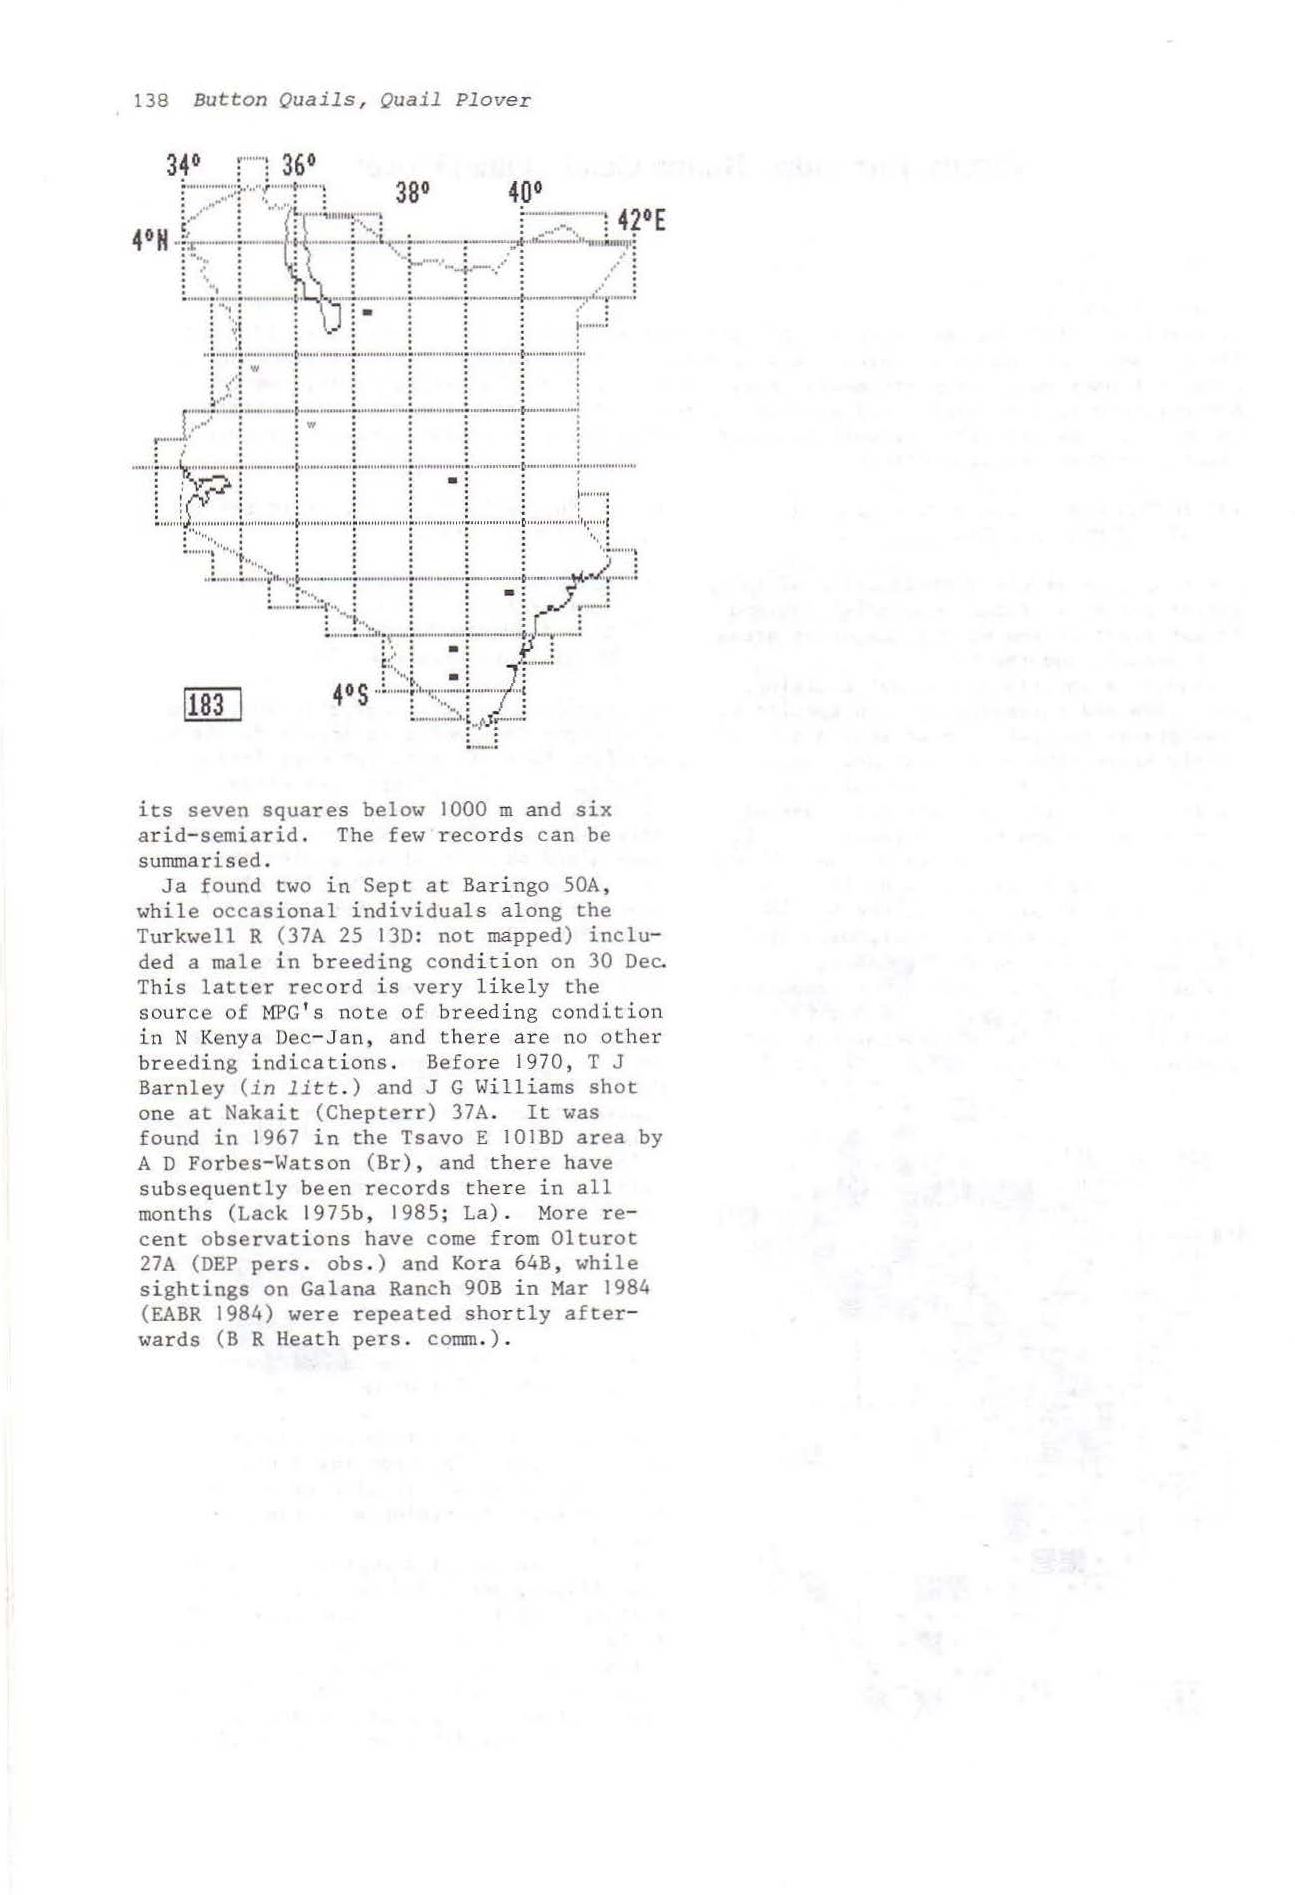 138 Button Quails, Quail Plover
34° 36°
38° 40°
42°E
4°N
w
w
183
4°S
its seven squares below 1000 m and six
arid-semiarid. The few records can be
summarised.
Ja found two in Sept at Baringo 50A,
while occasional individuals along the
Turkwell R (37A 25 13D: not mapped) inclu-
ded a male in breeding condition on 30 Dec.
This latter record is very likely the
source of MPG's note of breeding condition
in N Kenya Dec-Jan, and there are no other
breeding indications. Before 1970, T J
Barnley (in litt.) and J G Williams shot
one at Nakait (Chepterr) 37A. It was
found in 1967 in the Tsavo E 101BD area by
A D Forbes-Watson (Br), and there have
subsequently been records there in all
months (Lack 1975b, 1985; La). More re-
cent observations have come from Olturot
27A (DEP pers. obs.) and Kora 64B, while
sightings on Galana Ranch 90B in Mar 1984
(EABR 1984) were repeated shortly after-
wards (B R Heath pers. comm.).